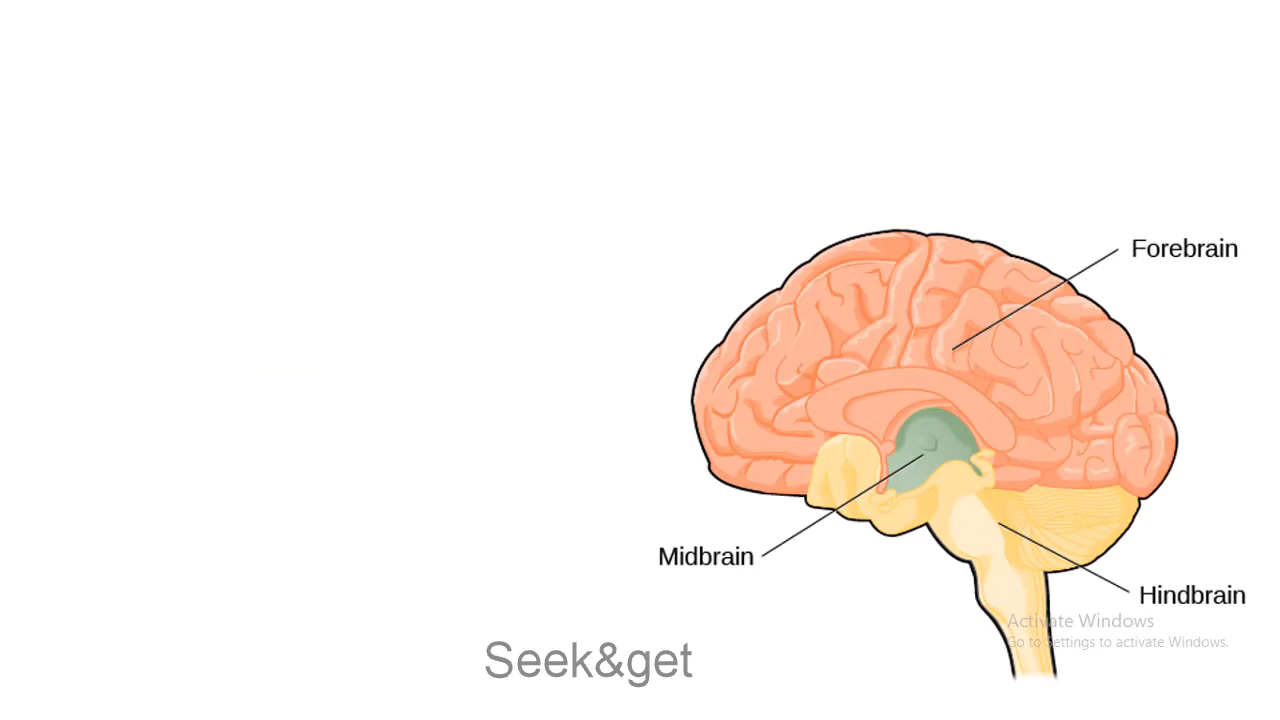 Forebrain
Midbrain
Hindbrain
Activate Windows
Go to Settings to activate Windows.
Seek&get